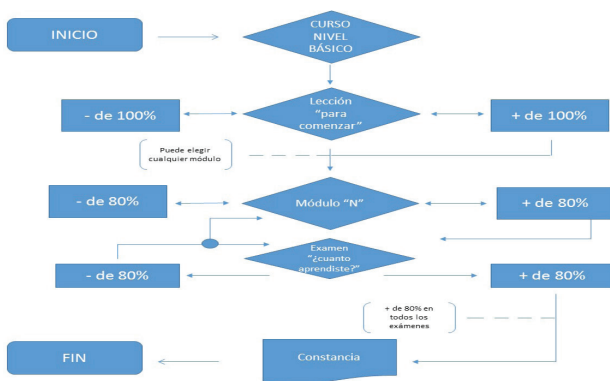 INICIO
CURSO
NIVEL
BÁSICO
Lección
"para
comenzar"
- de 100%
+ de 100%
Puede elegir
cualquier módulo
- de 80%
Módulo "N"
+ de 80%
Examen
"¿cuanto
aprendiste?"
- de 80%
+ de 80%
+ de 80% en
todos los
exámenes
FIN
Constancia